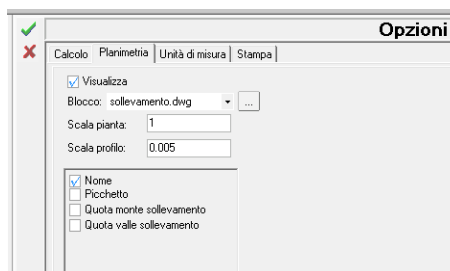 Opzioni
Calcolo Planimetria Unità di misura Stampa
Visualizza
Blocco: sollevamento.dwg ...
Scala pianta: 1
Scala profilo: 0.005
Nome
Picchetto
Quota monte sollevamento
Quota valle sollevamento